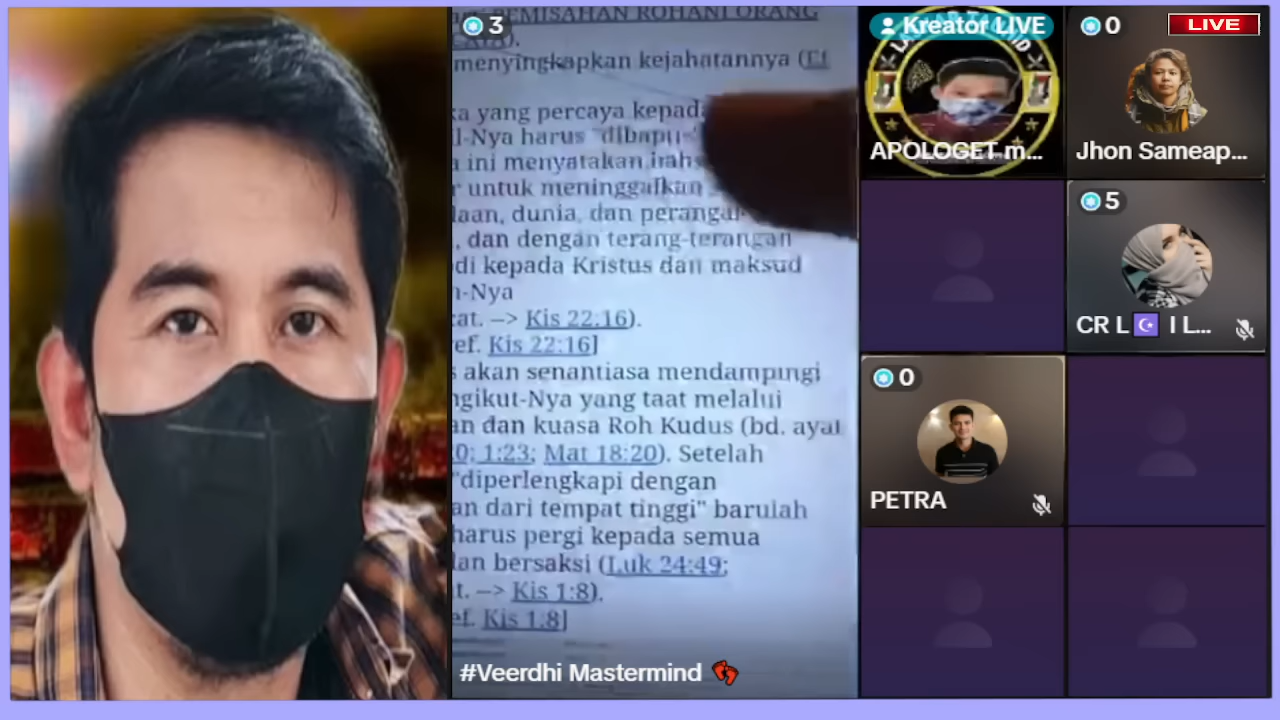 3
PEMISAHAN ROHANI ORANG
menyingkapkan kejahatannya (Ef
yang percaya kepada
l-Nya harus "dibap
a ini menyatakan bah
r untuk meninggalkan
dan, dunia, dan perangai
, dan dengan terang-terangan
di kepada Kristus dan maksud
n-Nya
cat. -> Kis 22:16).
ef. Kis 22:16]
akan senantiasa mendampingi
ngikut-Nya yang taat melalui
an dan kuasa Roh Kudus (bd. ayat
0; 1:23; Mat 18:20). Setelah
"diperlengkapi dengan
an dari tempat tinggi" barulah
harus pergi kepada semua
dan bersaksi (Luk 24:49;
t. -> Kis 1:8).
ef. Kis 1:8]
#Veerdhi Mastermind
Kreator LIVE
APOLOGET m...
0
LIVE
Jhon Sameap...
5
CR L I L...
0
PETRA